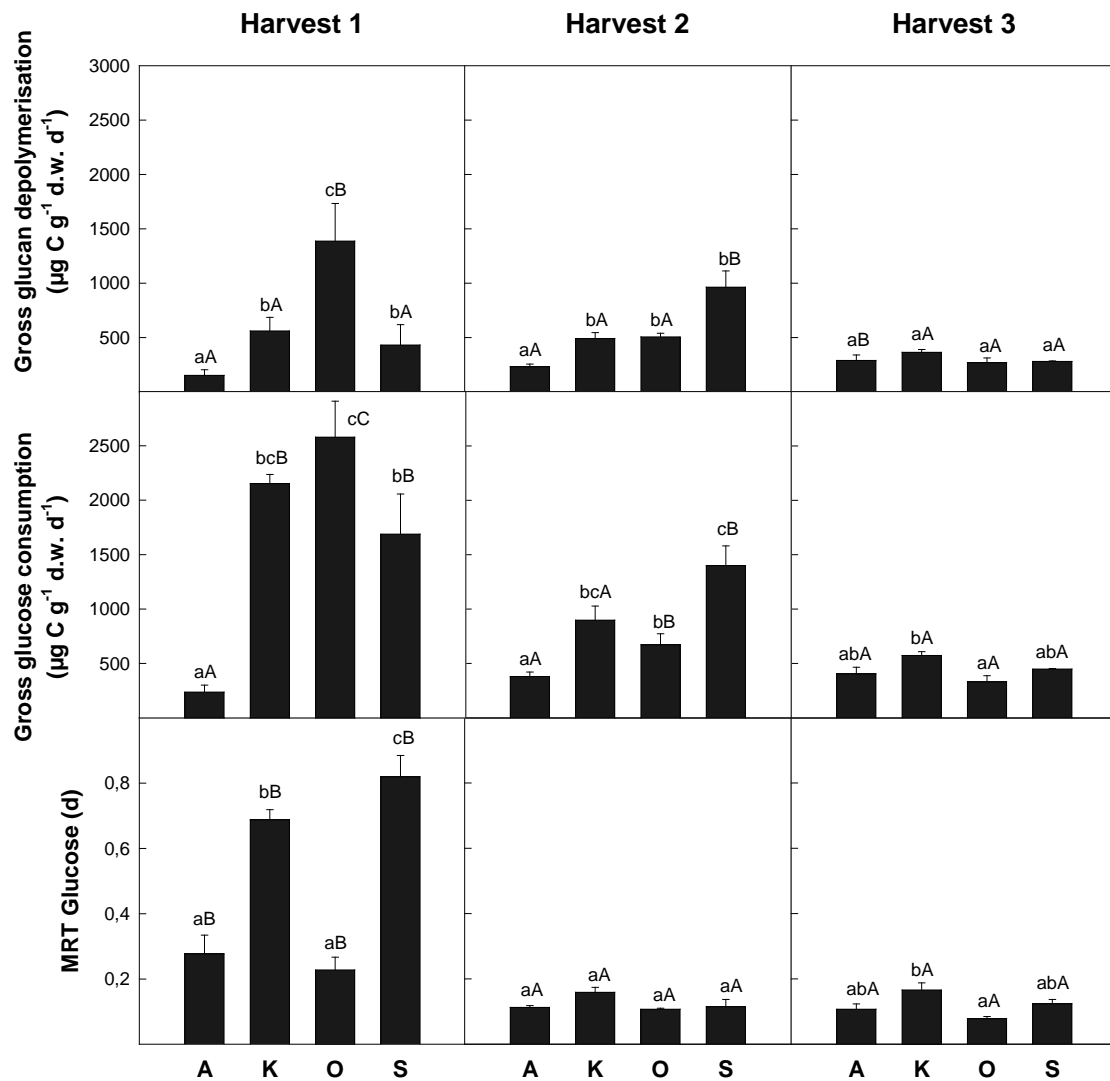 Harvest 1 Harvest 2 Harvest 3
Gross glucan depolymerisation
(µg C g⁻¹ d.w. d⁻¹)
3000
2500
2000
1500
1000
500
aA bA cB bA
aA bA bA bB
aB aA aA aA
Gross glucose consumption
(µg C g⁻¹ d.w. d⁻¹)
2500
2000
1500
1000
500
aA bcB cC bB
aA bcA bB cB
abA bA aA abA
MRT Glucose (d)
0,8
0,6
0,4
0,2
aB bB aB cB
aA aA aA aA
abA bA aA abA
A K O S A K O S A K O S